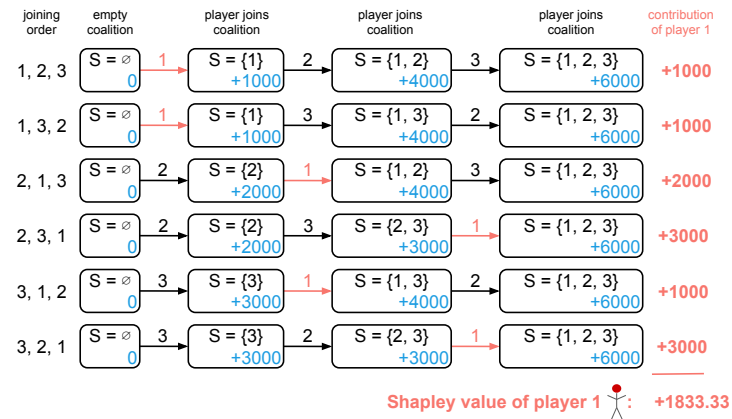 joining order empty coalition player joins coalition player joins coalition player joins coalition contribution of player 1
1, 2, 3 S = ∅ 0 1 S = {1} +1000 2 S = {1, 2} +4000 3 S = {1, 2, 3} +6000 +1000
1, 3, 2 S = ∅ 0 1 S = {1} +1000 3 S = {1, 3} +4000 2 S = {1, 2, 3} +6000 +1000
2, 1, 3 S = ∅ 0 2 S = {2} +2000 1 S = {1, 2} +4000 3 S = {1, 2, 3} +6000 +2000
2, 3, 1 S = ∅ 0 2 S = {2} +2000 3 S = {2, 3} +3000 1 S = {1, 2, 3} +6000 +3000
3, 1, 2 S = ∅ 0 3 S = {3} +3000 1 S = {1, 3} +4000 2 S = {1, 2, 3} +6000 +1000
3, 2, 1 S = ∅ 0 3 S = {3} +3000 2 S = {2, 3} +3000 1 S = {1, 2, 3} +6000 +3000
Shapley value of player 1 : +1833.33